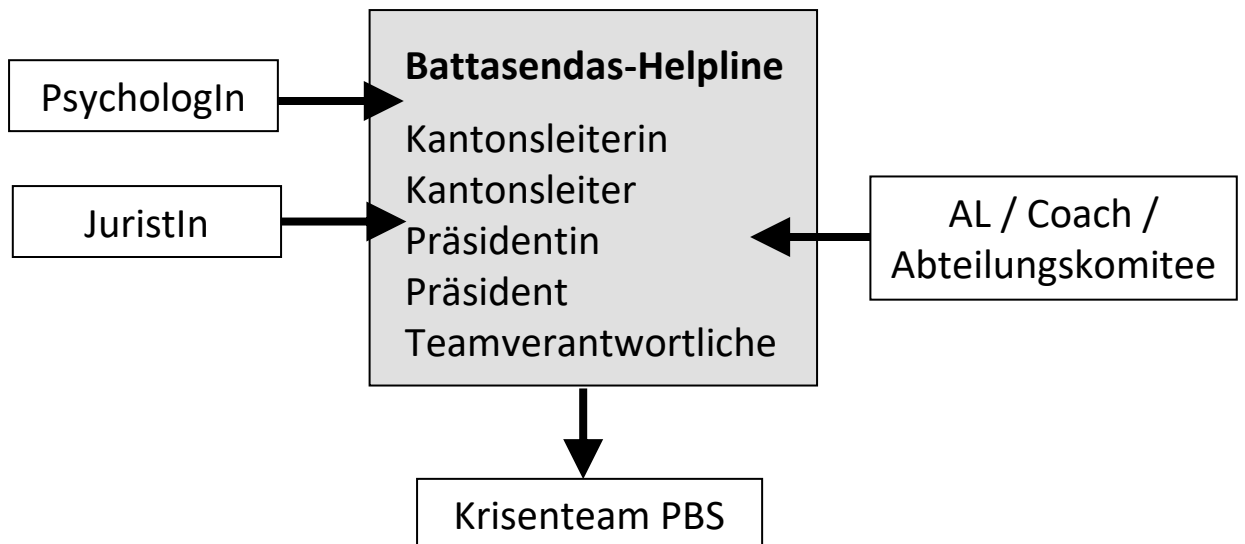 Battasendas-Helpline
PsychologIn
Kantonsleiterin
Kantonsleiter
JuristIn
Präsidentin
Präsident
Teamverantwortliche
AL / Coach /
Abteilungskomitee
Krisenteam PBS